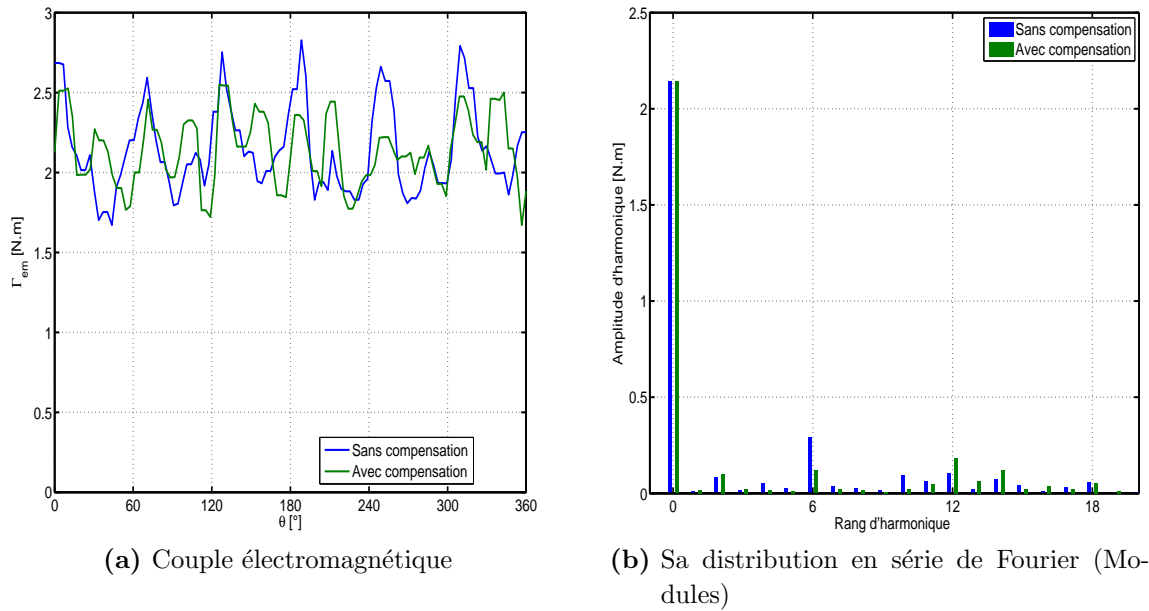 3
2.5
2
1.5
1
0.5
0
0 60 120 180 240 300 360
Γem [N.m]
θ [°]
Sans compensation
Avec compensation
(a) Couple électromagnétique
2.5
2
1.5
1
0.5
0
0 6 12 18
Amplitude d'harmonique [N.m]
Rang d'harmonique
Sans compensation
Avec compensation
(b) Sa distribution en série de Fourier (Mo-
dules)